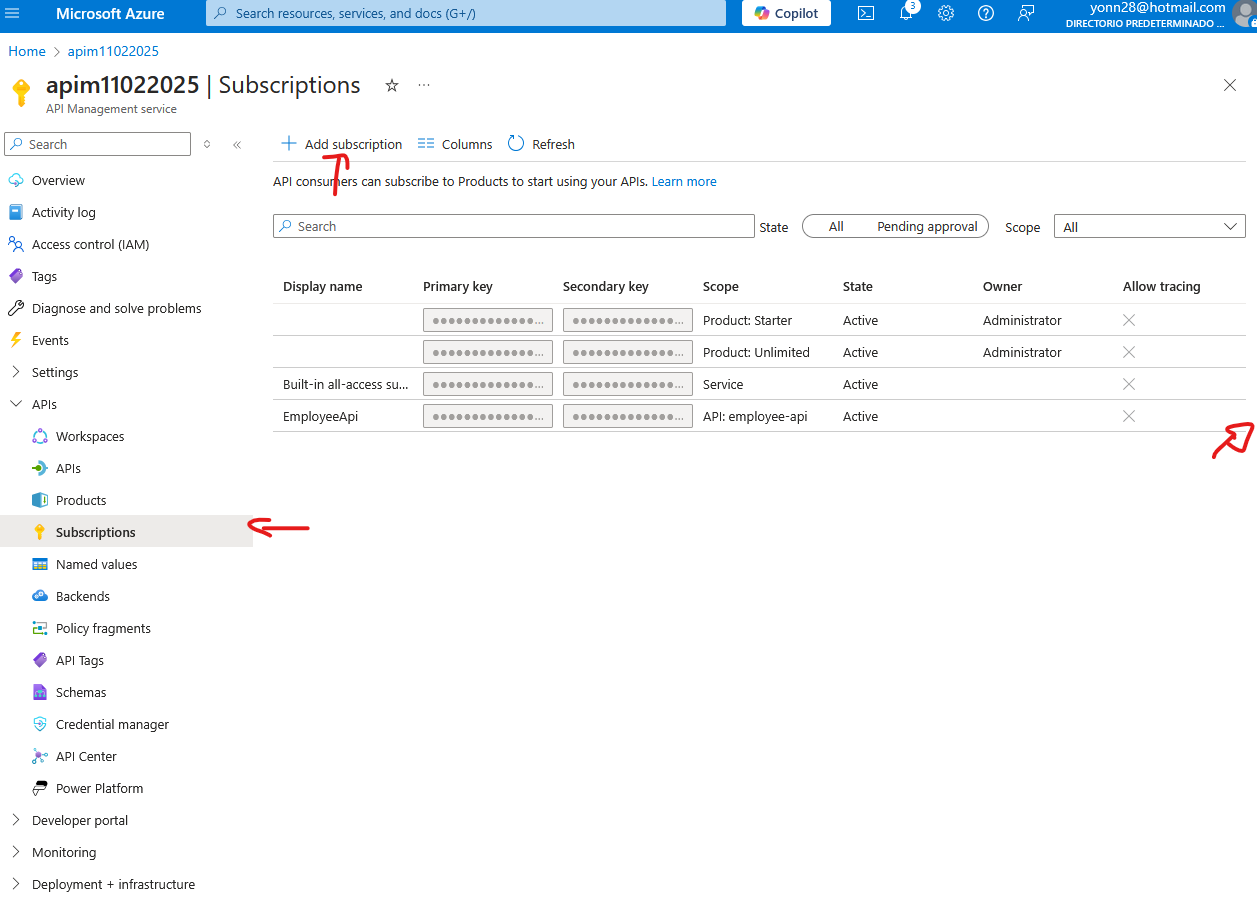 Microsoft Azure
Search resources, services, and docs (G+/)
Copilot
3
yonn28@hotmail.com
DIRECTORIO PREDETERMINADO ...
Home > apim11022025
apim11022025 | Subscriptions ...
API Management service
Search
Add subscription
Columns
Refresh
API consumers can subscribe to Products to start using your APIs. Learn more
Search
State
All
Pending approval
Scope
All
Display name Primary key Secondary key Scope State Owner Allow tracing
●●●●●●●●●●●●●... ●●●●●●●●●●●●●... Product: Starter Active Administrator
●●●●●●●●●●●●●... ●●●●●●●●●●●●●... Product: Unlimited Active Administrator
Built-in all-access su... ●●●●●●●●●●●●●... ●●●●●●●●●●●●●... Service Active
EmployeeApi ●●●●●●●●●●●●●... ●●●●●●●●●●●●●... API: employee-api Active
Overview
Activity log
Access control (IAM)
Tags
Diagnose and solve problems
Events
Settings
APIs
Workspaces
APIs
Products
Subscriptions
Named values
Backends
Policy fragments
API Tags
Schemas
Credential manager
API Center
Power Platform
Developer portal
Monitoring
Deployment + infrastructure